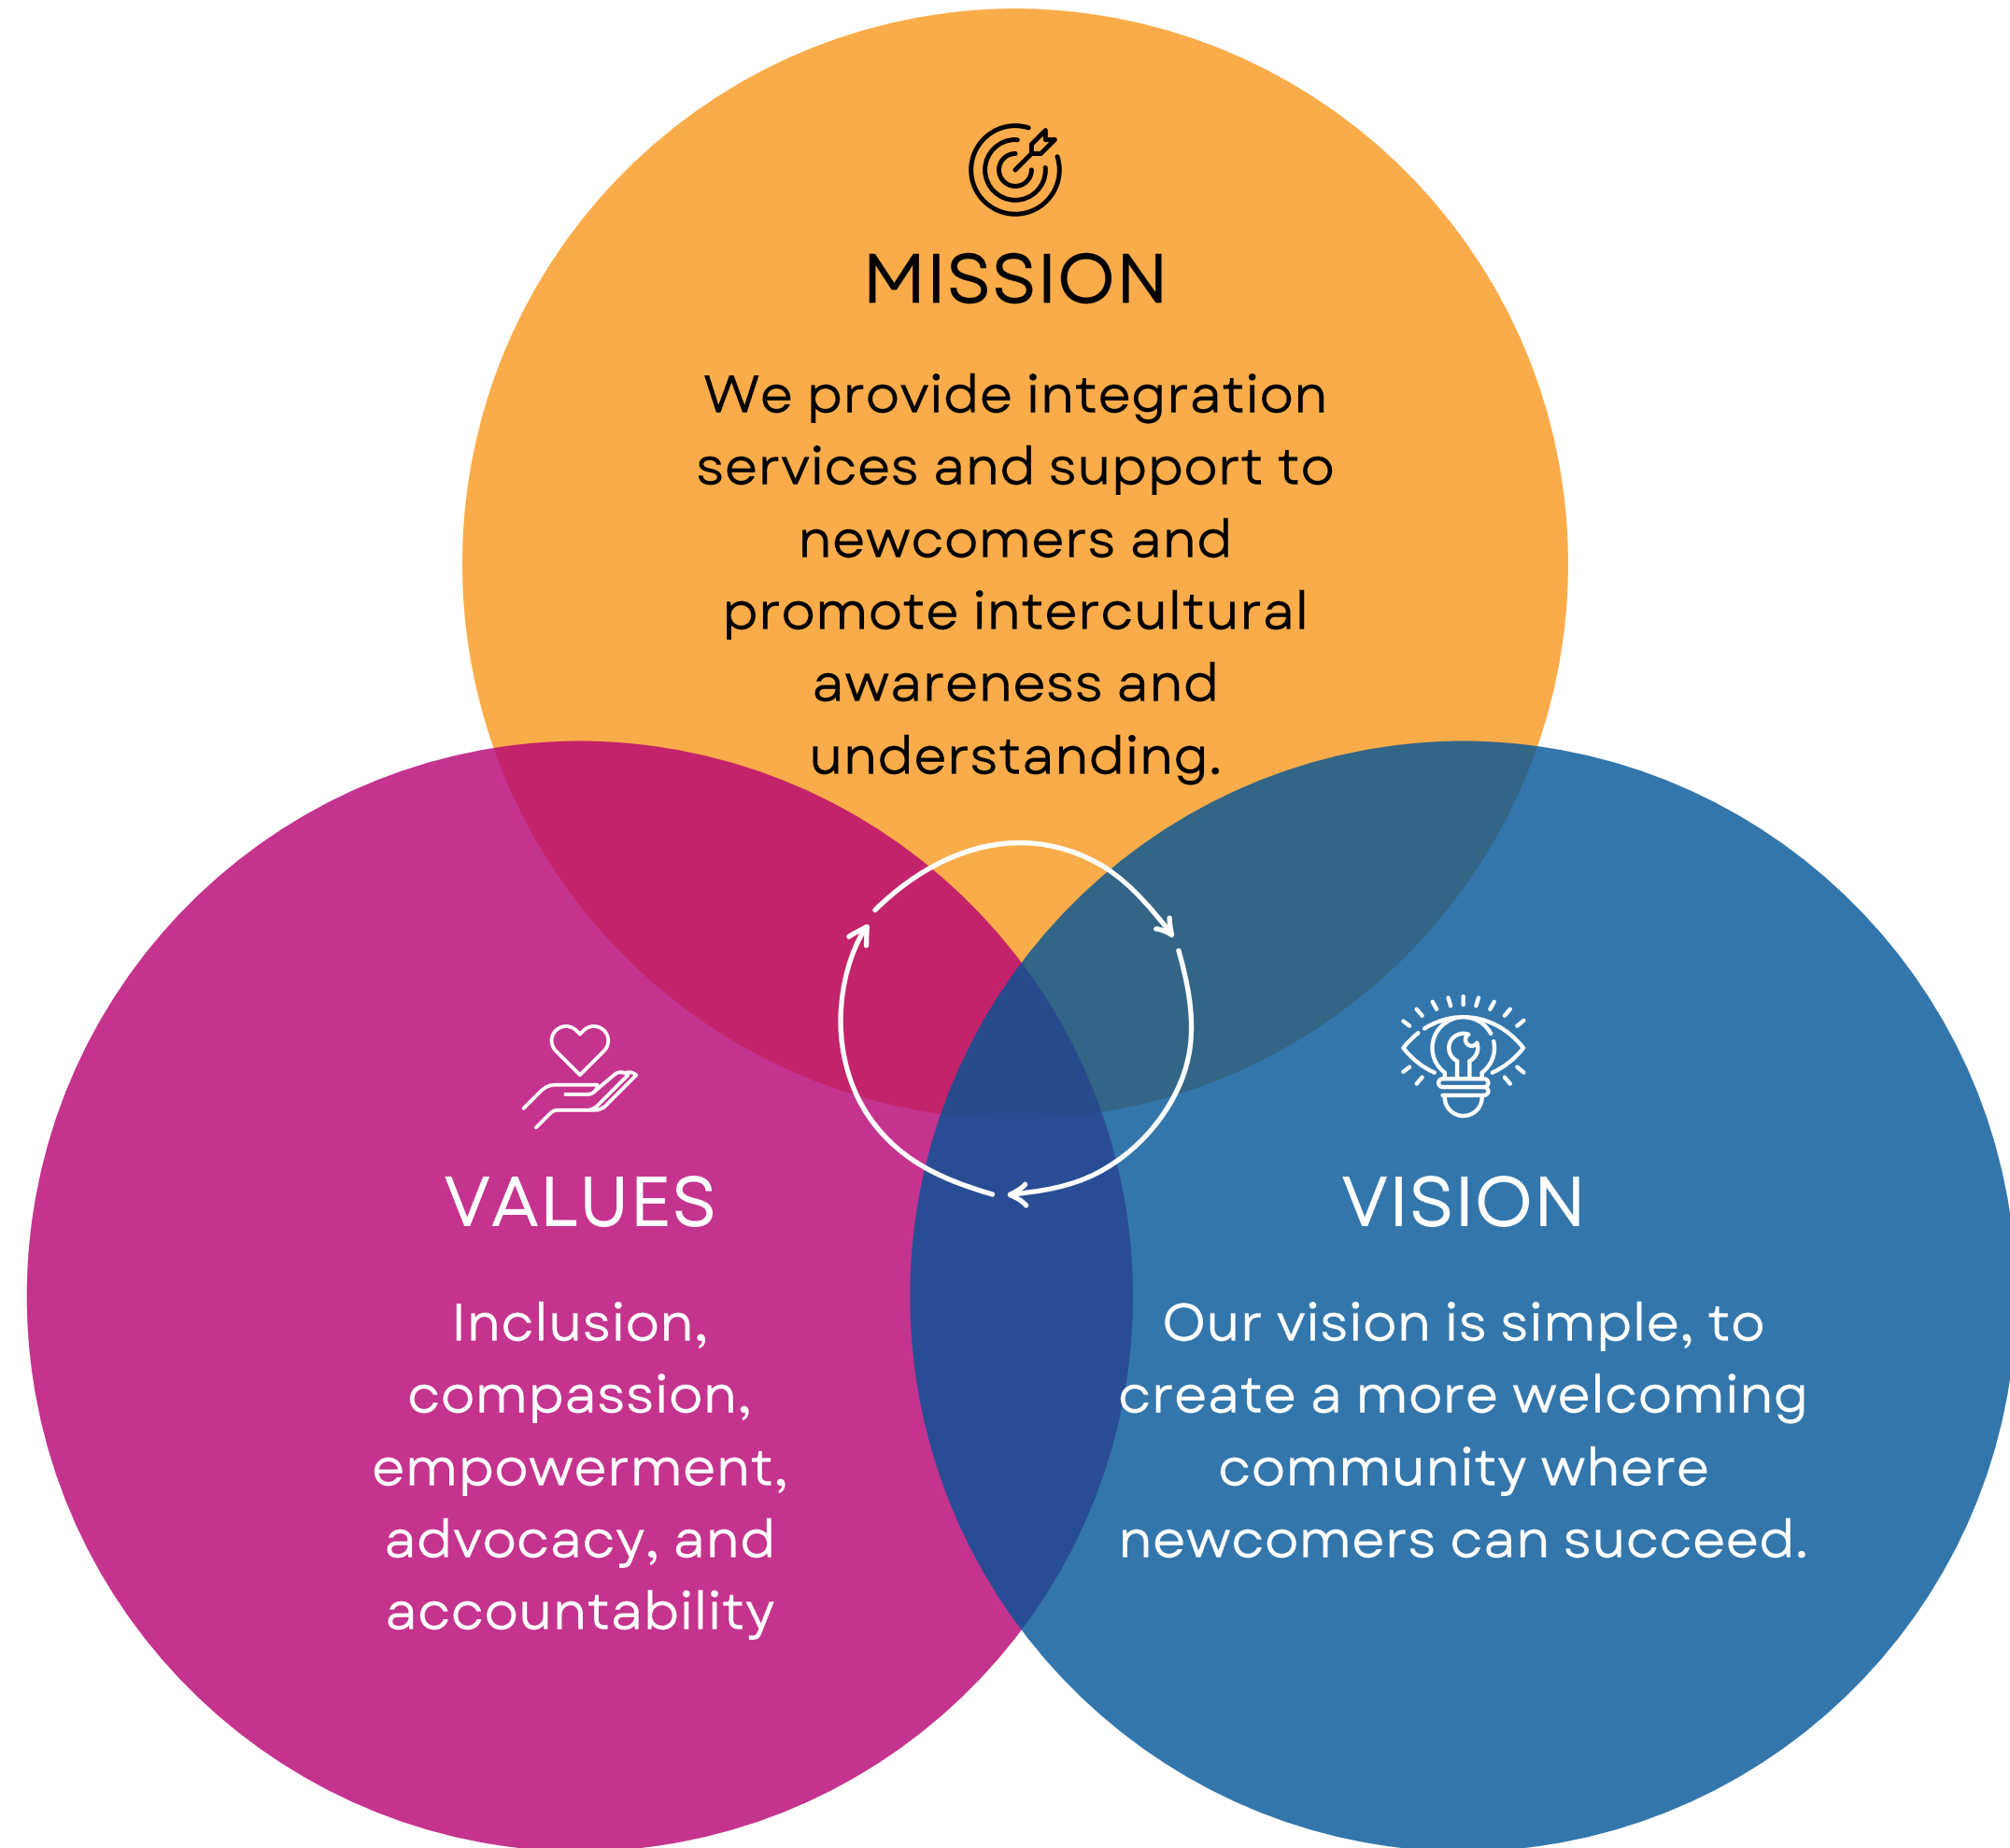 MISSION
We provide integration
services and support to
newcomers and
promote intercultural
awareness and
understanding.
VALUES
Inclusion,
compassion,
empowerment,
advocacy, and
accountability
VISION
Our vision is simple, to
create a more welcoming
community where
newcomers can succeed.